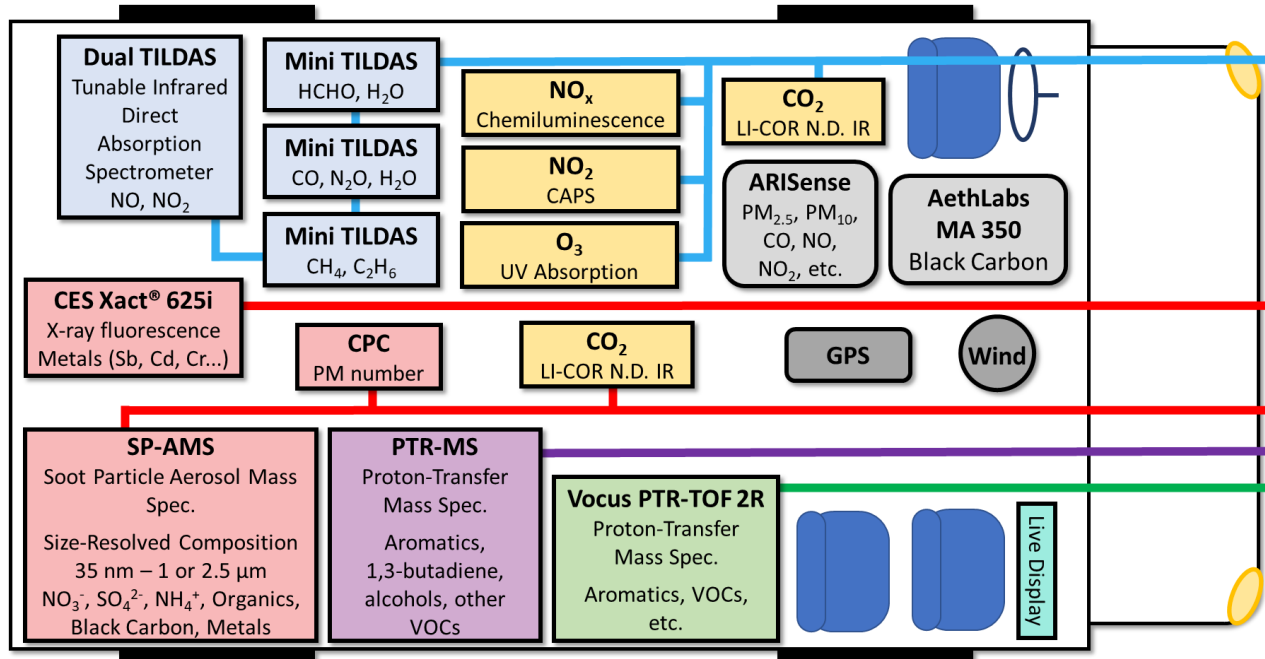 Dual TILDAS
Tunable Infrared
Direct
Absorption
Spectrometer
NO, NO₂
Mini TILDAS
HCHO, H₂O
Mini TILDAS
CO, N₂O, H₂O
Mini TILDAS
CH₄, C₂H₆
NOₓ
Chemiluminescence
NO₂
CAPS
O₃
UV Absorption
CO₂
LI-COR N.D. IR
ARISense
PM₂.₅, PM₁₀,
CO, NO,
NO₂, etc.
AethLabs
MA 350
Black Carbon
CES Xact® 625i
X-ray fluorescence
Metals (Sb, Cd, Cr...)
CPC
PM number
CO₂
LI-COR N.D. IR
GPS
Wind
SP-AMS
Soot Particle Aerosol Mass
Spec.
Size-Resolved Composition
35 nm – 1 or 2.5 µm
NO₃⁻, SO₄²⁻, NH₄⁺, Organics,
Black Carbon, Metals
PTR-MS
Proton-Transfer
Mass Spec.
Aromatics,
1,3-butadiene,
alcohols, other
VOCs
Vocus PTR-TOF 2R
Proton-Transfer
Mass Spec.
Aromatics, VOCs,
etc.
Live Display